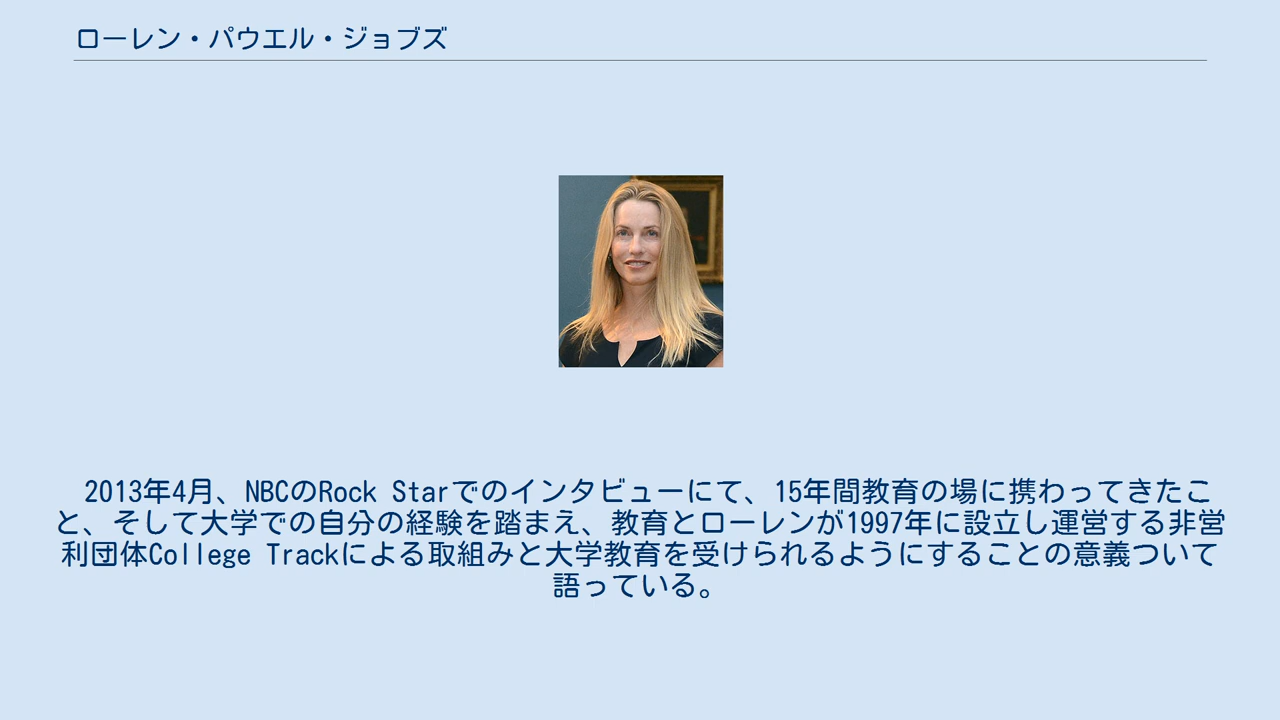 ローレン・パウエル・ジョブズ
2013年4月、NBCのRock Starでのインタビューにて、15年間教育の場に携わってきたこ
と、そして大学での自分の経験を踏まえ、教育とローレンが1997年に設立し運営する非営
利団体College Trackによる取組みと大学教育を受けられるようにすることの意義ついて
語っている。